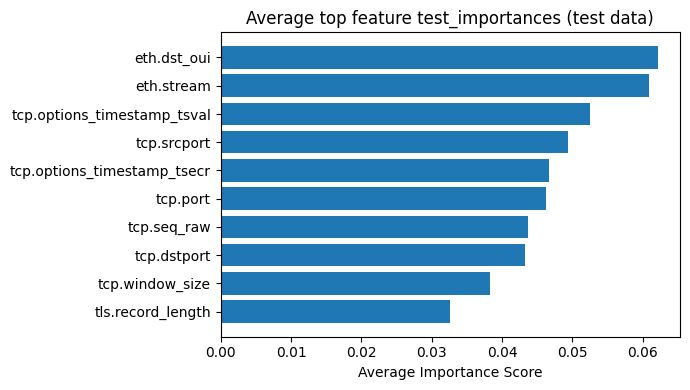 Average top feature test_importances (test data)
eth.dst_oui
eth.stream
tcp.options_timestamp_tsval
tcp.srcport
tcp.options_timestamp_tsecr
tcp.port
tcp.seq_raw
tcp.dstport
tcp.window_size
tls.record_length
0.00 0.01 0.02 0.03 0.04 0.05 0.06
Average Importance Score